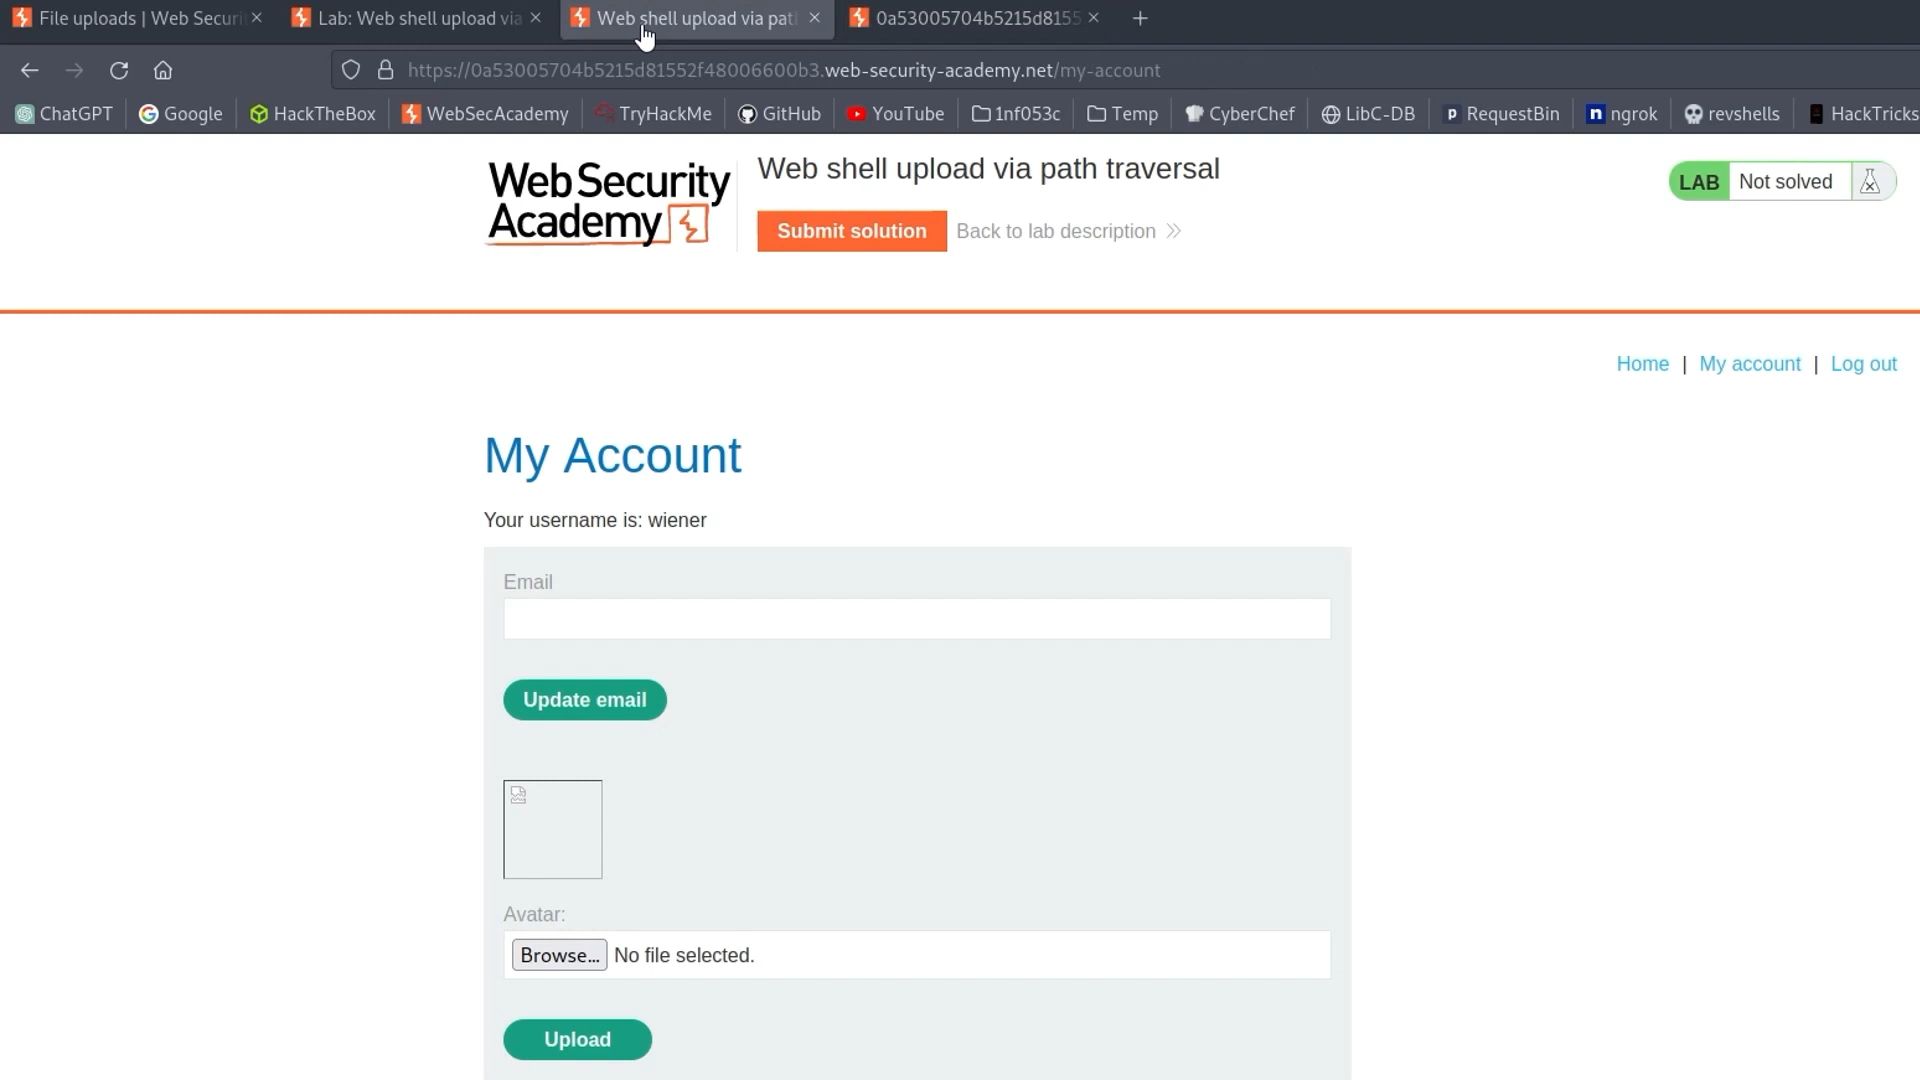 File uploads | Web Securi
Lab: Web shell upload via
Web shell upload via pat
0a53005704b5215d8155
https://0a53005704b5215d81552f48006600b3.web-security-academy.net/my-account
ChatGPT
Google
HackTheBox
WebSecAcademy
TryHackMe
GitHub
YouTube
1nf053c
Temp
CyberChef
LibC-DB
RequestBin
ngrok
revshells
HackTricks
Web Security
Academy
Web shell upload via path traversal
LAB Not solved
Submit solution
Back to lab description
Home | My account | Log out
My Account
Your username is: wiener
Email
Update email
Avatar:
Browse... No file selected.
Upload